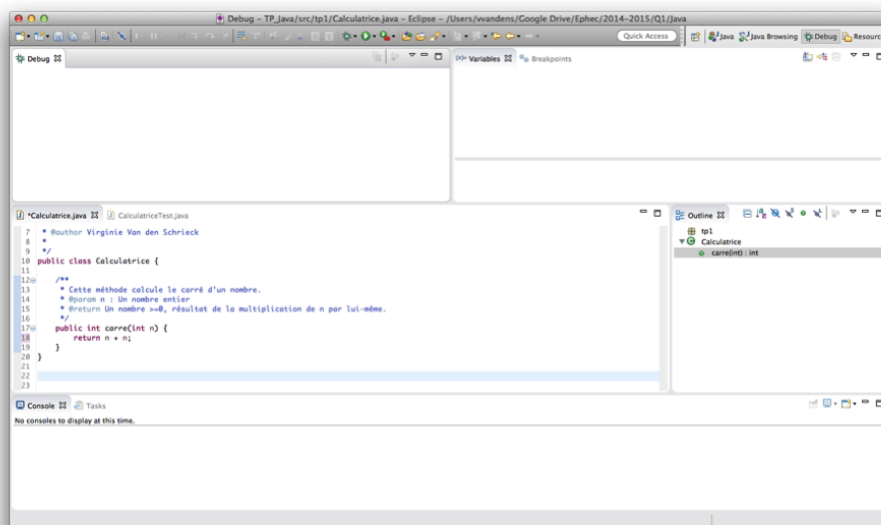 Debug - TP_Java/src/tp1/Calculatrice.java - Eclipse - /Users/vvandens/Google Drive/Ephec/2014-2015/Q1/Java
Quick Access Java Java Browsing Debug Resourc
Debug
(x)= Variables Breakpoints
*Calculatrice.java CalculatriceTest.java
7 * @author Virginie Van den Schrieck
8 *
9 */
10 public class Calculatrice {
11
12 /**
13 * Cette méthode calcule le carré d'un nombre.
14 * @param n : Un nombre entier
15 * @return Un nombre >=0, résultat de la multiplication de n par lui-même.
16 */
17 public int carre(int n) {
18 return n + n;
19 }
20 }
21
22
23
Outline
tp1
Calculatrice
carre(int) : int
Console Tasks
No consoles to display at this time.